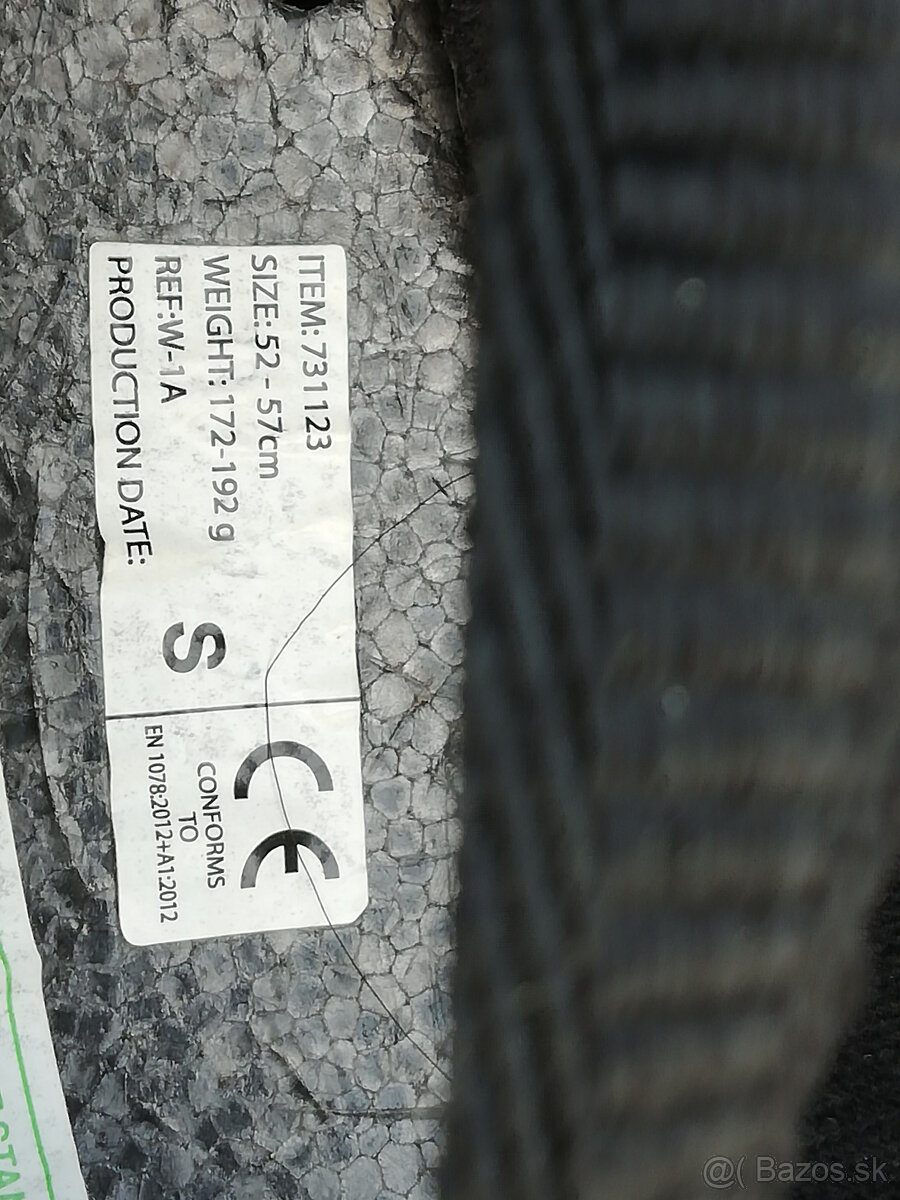 ITEM: 731123
SIZE: 52 - 57cm
WEIGHT: 172-192 g
REF:W-1A
PRODUCTION DATE:
S
CE
CONFORMS
TO
EN 1078:2012+A1:2012
@( Bazos.sk